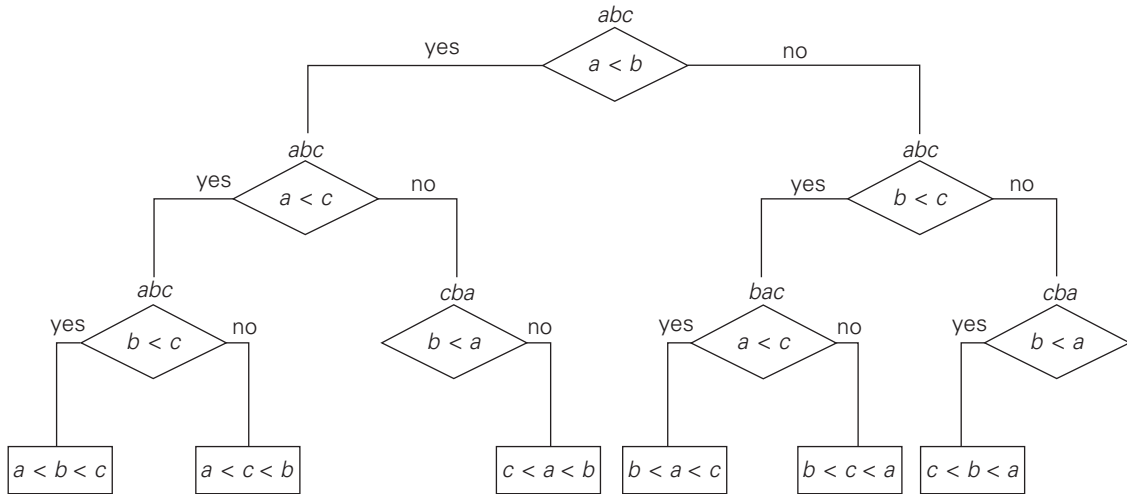 abc
yes
a < b
no
abc
abc
yes
a < c
no
yes
b < c
no
abc
cba
bac
cba
yes
b < c
no
b < a
no
yes
a < c
no
yes
b < a
a < b < c
a < c < b
c < a < b
b < a < c
b < c < a
c < b < a